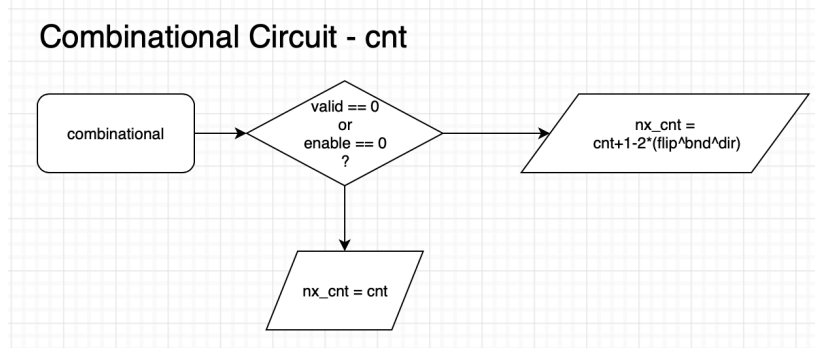 Combinational Circuit - cnt
combinational
valid == 0
or
enable == 0
?
nx_cnt =
cnt+1-2*(flip^bnd^dir)
nx_cnt = cnt